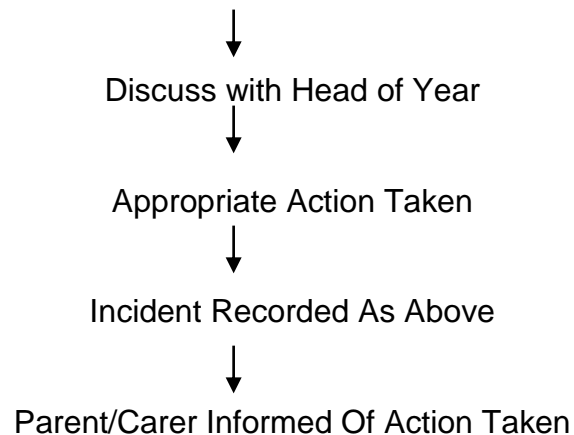 Discuss with Head of Year
Appropriate Action Taken
Incident Recorded As Above
Parent/Carer Informed Of Action Taken